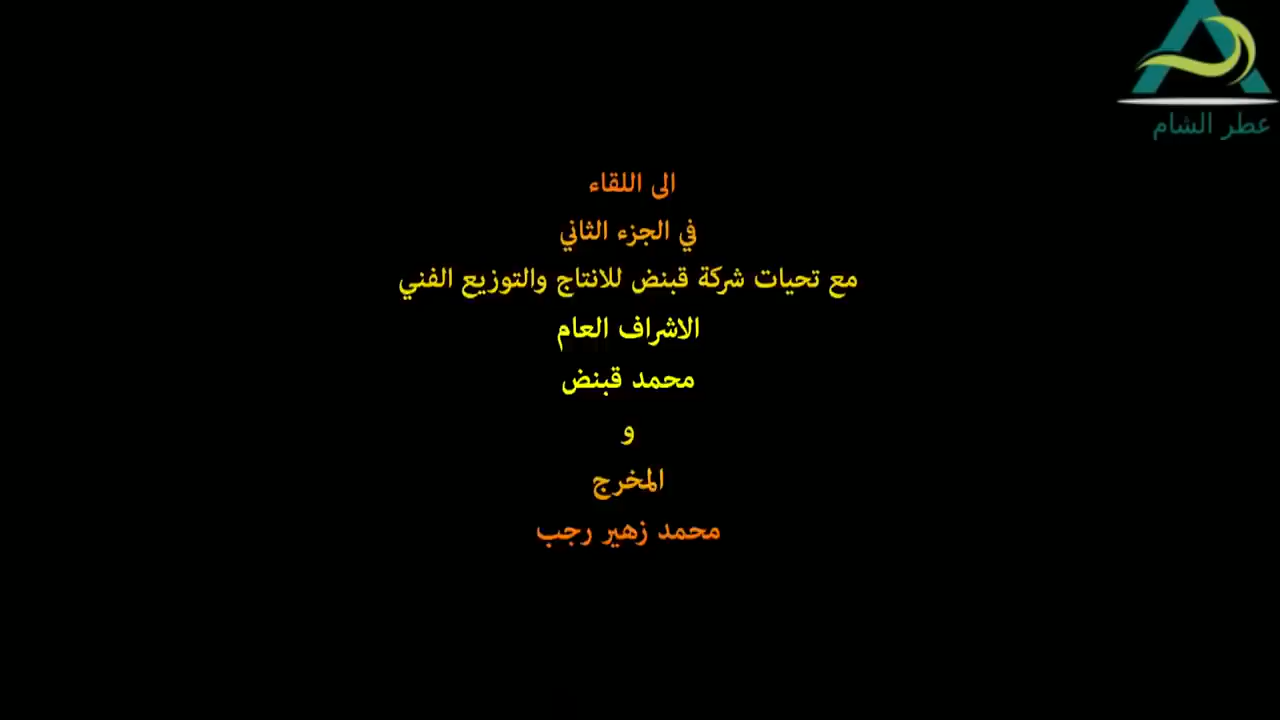 عطر الشام
الى اللقاء
في الجزء الثاني
مع تحيات شركة قبنض للانتاج والتوزيع الفني
الاشراف العام
محمد قبنض
و
المخرج
محمد زهير رجب